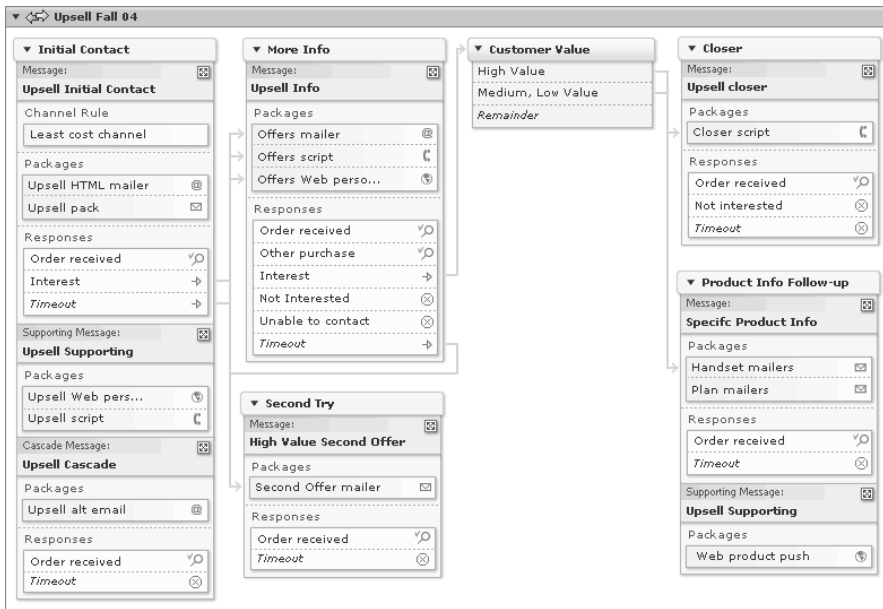 Upsell Fall 04
Initial Contact
Message:
Upsell Initial Contact
Channel Rule
Least cost channel
Packages
Upsell HTML mailer
Upsell pack
Responses
Order received
Interest
Timeout
Supporting Message:
Upsell Supporting
Packages
Upsell Web pers...
Upsell script
Cascade Message:
Upsell Cascade
Packages
Upsell alt email
Responses
Order received
Timeout
More Info
Message:
Upsell Info
Packages
Offers mailer
Offers script
Offers Web perso...
Responses
Order received
Other purchase
Interest
Not Interested
Unable to contact
Timeout
Second Try
Message:
High Value Second Offer
Packages
Second Offer mailer
Responses
Order received
Timeout
Customer Value
High Value
Medium, Low Value
Remainder
Closer
Message:
Upsell closer
Packages
Closer script
Responses
Order received
Not interested
Timeout
Product Info Follow-up
Message:
Specifc Product Info
Packages
Handset mailers
Plan mailers
Responses
Order received
Timeout
Supporting Message:
Upsell Supporting
Packages
Web product push